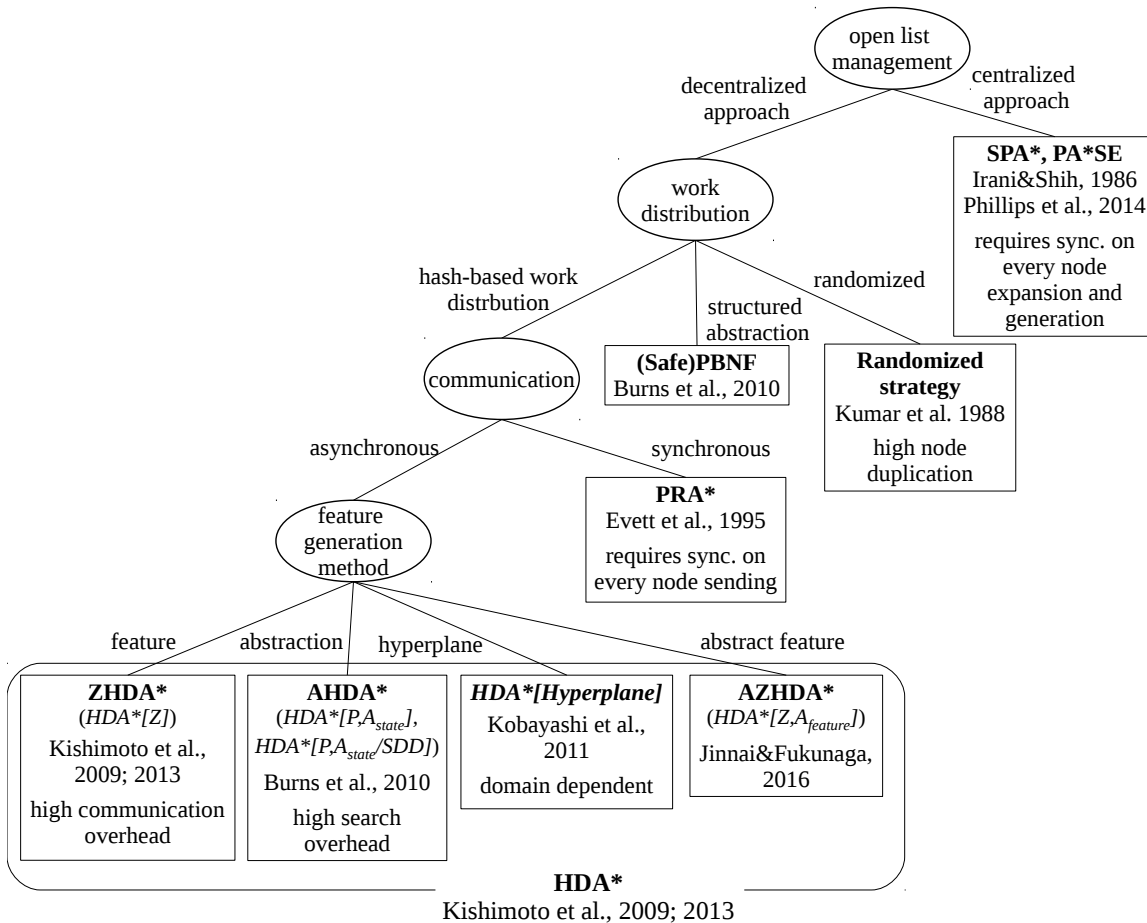 open list
management
decentralized
approach
centralized
approach
SPA*, PA*SE
Irani&Shih, 1986
Phillips et al., 2014
requires sync. on
every node
expansion and
generation
work
distribution
hash-based work
distrbution
structured
abstraction
randomized
(Safe)PBNF
Burns et al., 2010
Randomized
strategy
Kumar et al. 1988
high node
duplication
communication
asynchronous
synchronous
PRA*
Evett et al., 1995
requires sync. on
every node sending
feature
generation
method
feature
abstraction
hyperplane
abstract feature
ZHDA*
(HDA*[Z])
Kishimoto et al.,
2009; 2013
high communication
overhead
AHDA*
(HDA*[P,A_state],
HDA*[P,A_state/SDD])
Burns et al., 2010
high search
overhead
HDA*[Hyperplane]
Kobayashi et al.,
2011
domain dependent
AZHDA*
(HDA*[Z,A_feature])
Jinnai&Fukunaga,
2016
HDA*
Kishimoto et al., 2009; 2013